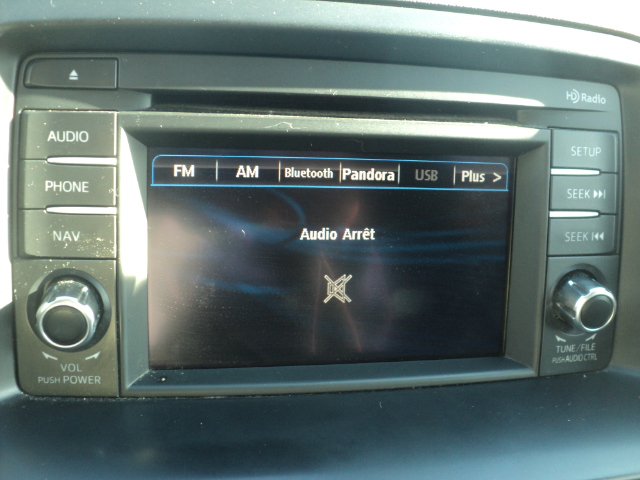 HD Radio
AUDIO
PHONE
NAV
VOL
PUSH POWER
FM AM Bluetooth Pandora USB Plus >
Audio Arrêt
SETUP
SEEK
SEEK
TUNE/FILE
PUSH AUDIO CTRL